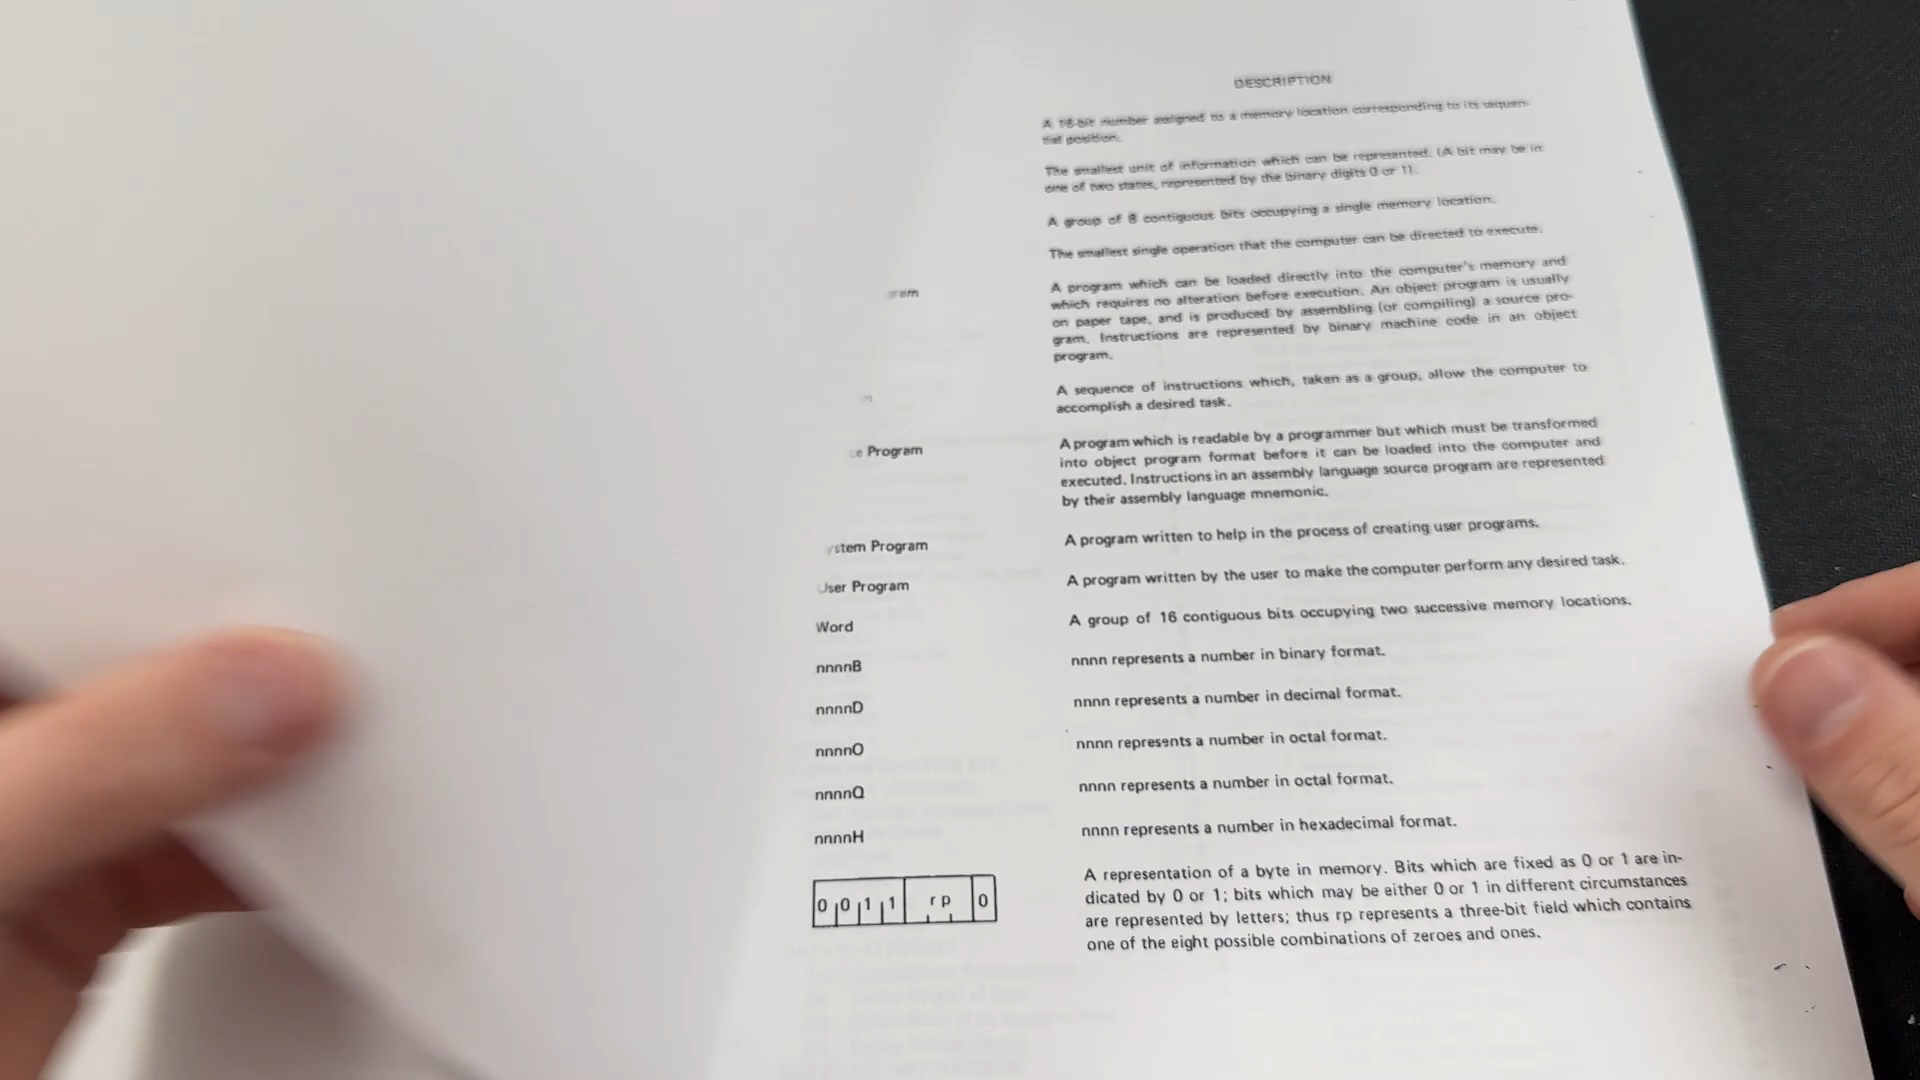 DESCRIPTION
A 16-bit number assigned to a memory location corresponding to its sequen-
tial position.
The smallest unit of information which can be represented. (A bit may be in
one of two states, represented by the binary digits 0 or 1).
A group of 8 contiguous bits occupying a single memory location.
The smallest single operation that the computer can be directed to execute.
gram A program which can be loaded directly into the computer's memory and
which requires no alteration before execution. An object program is usually
on paper tape, and is produced by assembling (or compiling) a source pro-
gram. Instructions are represented by binary machine code in an object
program.
A sequence of instructions which, taken as a group, allow the computer to
accomplish a desired task.
ce Program A program which is readable by a programmer but which must be transformed
into object program format before it can be loaded into the computer and
executed. Instructions in an assembly language source program are represented
by their assembly language mnemonic.
ystem Program A program written to help in the process of creating user programs.
User Program A program written by the user to make the computer perform any desired task.
Word A group of 16 contiguous bits occupying two successive memory locations.
nnnnB nnnn represents a number in binary format.
nnnnD nnnn represents a number in decimal format.
nnnnO nnnn represents a number in octal format.
nnnnQ nnnn represents a number in octal format.
nnnnH nnnn represents a number in hexadecimal format.
0 0 1 1 rp 0 A representation of a byte in memory. Bits which are fixed as 0 or 1 are in-
dicated by 0 or 1; bits which may be either 0 or 1 in different circumstances
are represented by letters; thus rp represents a three-bit field which contains
one of the eight possible combinations of zeroes and ones.